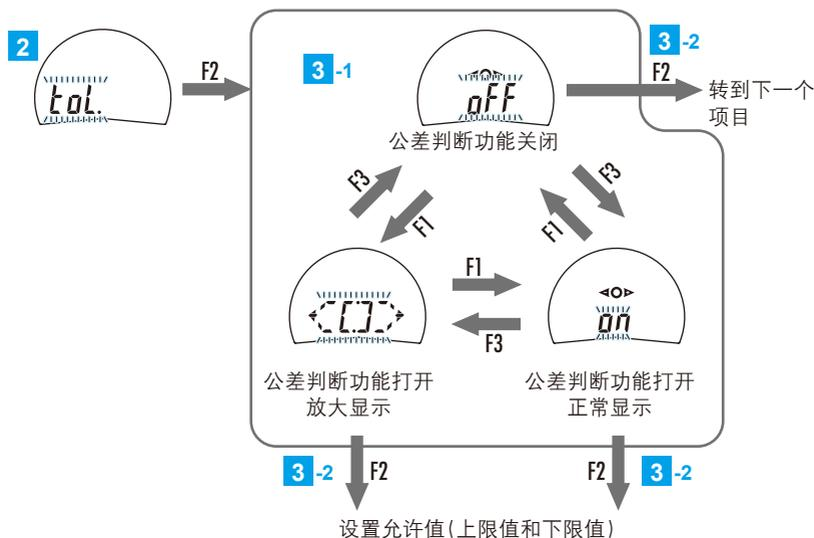 2
toL.
F2
3 -1
oFF
公差判断功能关闭
3 -2
F2
转到下一个
项目
F3
F1
F3
F1
[.]
F1
F3
on
公差判断功能打开
放大显示
公差判断功能打开
正常显示
3 -2
F2
F2
3 -2
设置允许值(上限值和下限值)